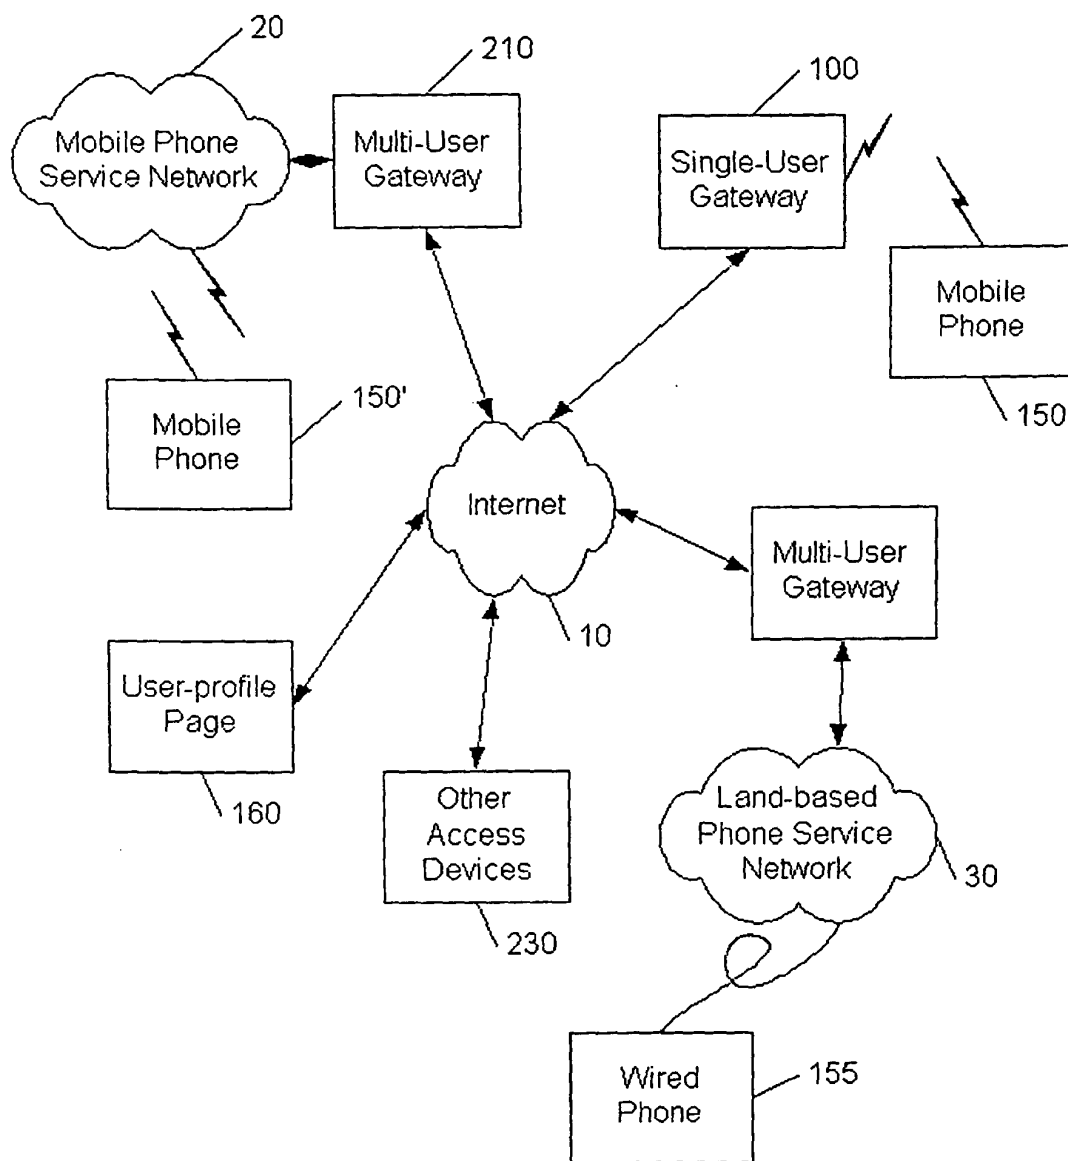 20
210
100
Mobile Phone
Service Network
Multi-User
Gateway
Single-User
Gateway
Mobile
Phone
150'
150
Mobile
Phone
Internet
Multi-User
Gateway
10
User-profile
Page
160
Other
Access
Devices
230
Land-based
Phone Service
Network
30
Wired
Phone
155